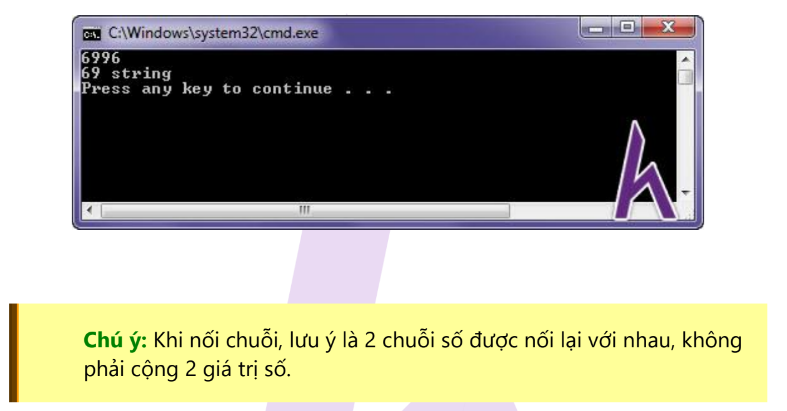 C:\Windows\system32\cmd.exe
6996
69 string
Press any key to continue . . .
Chú ý: Khi nối chuỗi, lưu ý là 2 chuỗi số được nối lại với nhau, không
phải cộng 2 giá trị số.